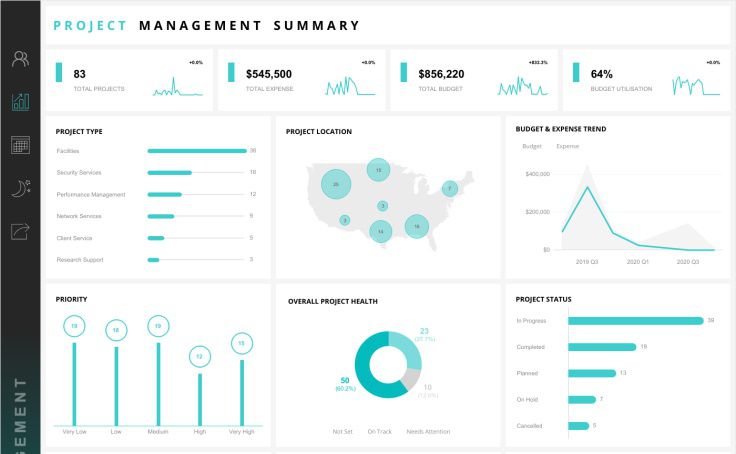 PROJECT MANAGEMENT SUMMARY
+0.0%
83
TOTAL PROJECTS
+0.0%
$545,500
TOTAL EXPENSE
+833.3%
$856,220
TOTAL BUDGET
+0.0%
64%
BUDGET UTILISATION
PROJECT TYPE
Facilities 36
Security Services 16
Performance Management 12
Network Services 9
Client Service 5
Research Support 3
PROJECT LOCATION
25
15
7
3
3
14
16
BUDGET & EXPENSE TREND
Budget Expense
$400,000
$200,000
$0
2019 Q3 2020 Q1 2020 Q3
PRIORITY
19 18 19 12 15
Very Low Low Medium High Very High
OVERALL PROJECT HEALTH
23
(27.7%)
50
(60.2%)
10
(12.0%)
Not Set On Track Needs Attention
PROJECT STATUS
In Progress 39
Completed 19
Planned 13
On Hold 7
Cancelled 5
GEMENT